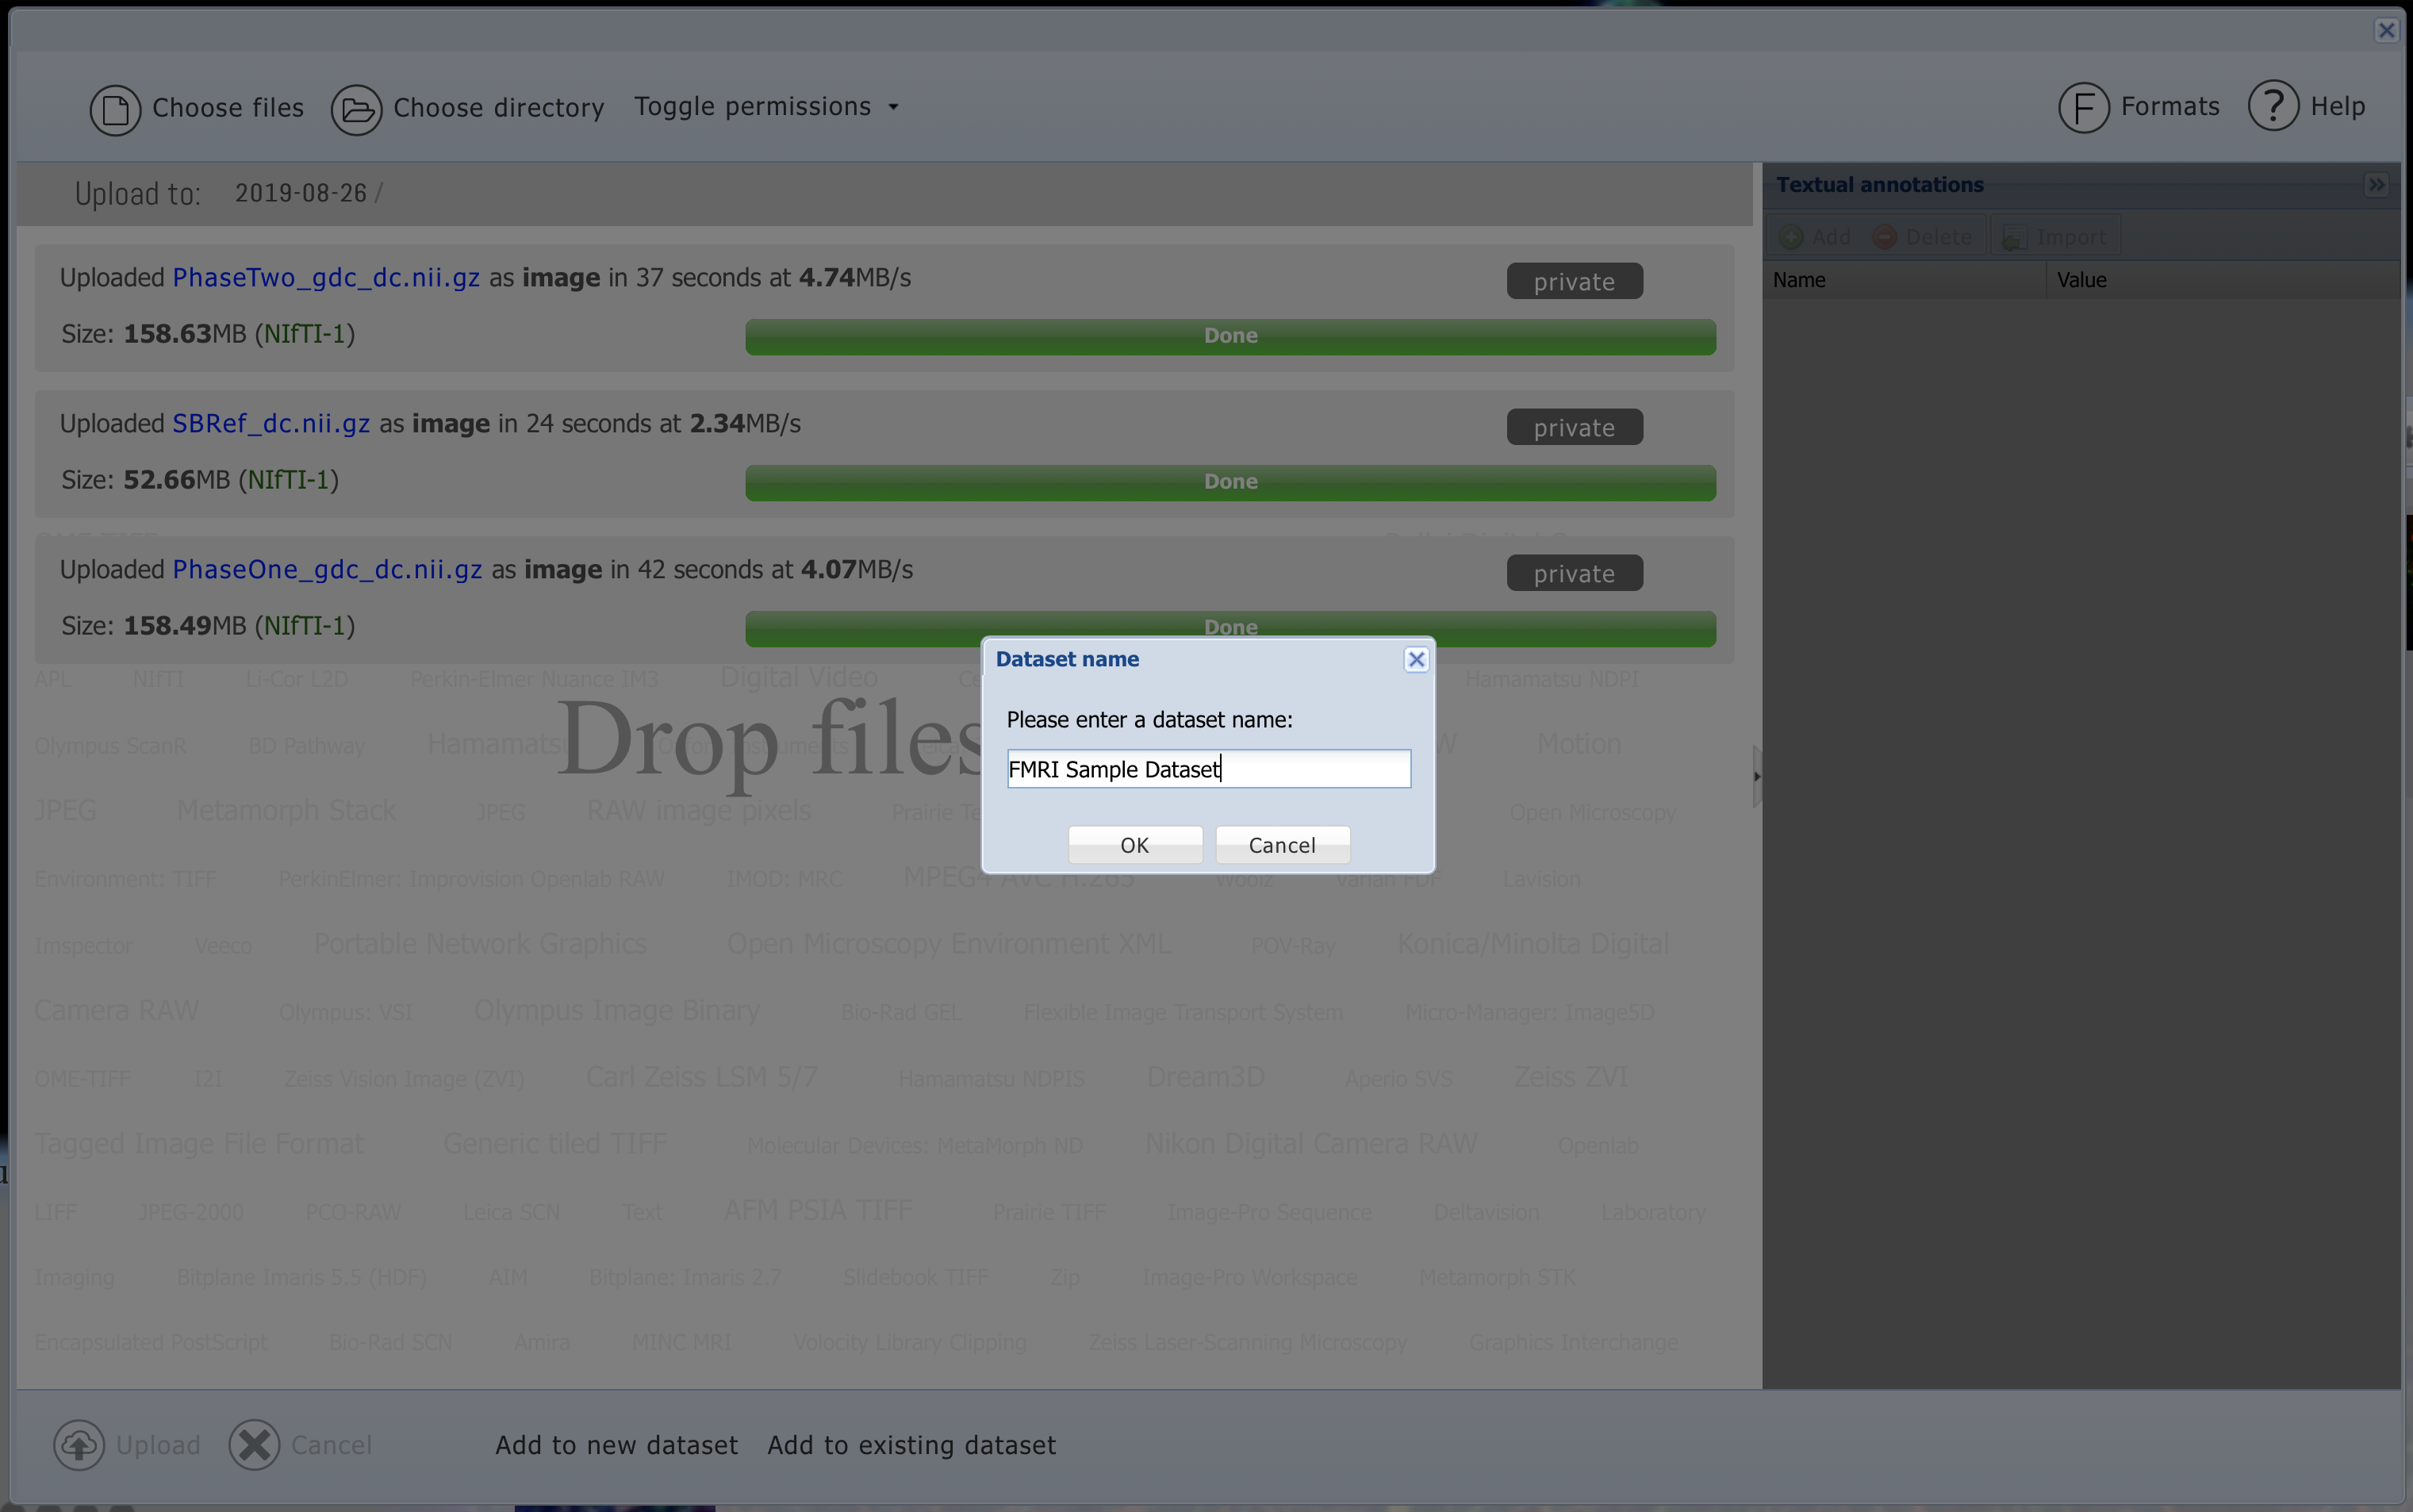 Choose files Choose directory Toggle permissions Formats Help
Upload to: 2019-08-26 /
Uploaded PhaseTwo_gdc_dc.nii.gz as image in 37 seconds at 4.74MB/s private
Size: 158.63MB (NIfTI-1) Done
Uploaded SBRef_dc.nii.gz as image in 24 seconds at 2.34MB/s private
Size: 52.66MB (NIfTI-1) Done
Uploaded PhaseOne_gdc_dc.nii.gz as image in 42 seconds at 4.07MB/s private
Size: 158.49MB (NIfTI-1) Done
Textual annotations
Add Delete Import
Name Value
Dataset name
Please enter a dataset name:
FMRI Sample Dataset
OK Cancel
Drop files
APL NIfTI Li-Cor L2D Perkin-Elmer Nuance IM3 Digital Video Hamamatsu NDPI
Olympus ScanR BD Pathway Motion
JPEG Metamorph Stack JPEG RAW image pixels Prairie Open Microscopy
Environment: TIFF PerkinElmer: Improvision Openlab RAW IMOD: MRC MPEG4 AVC H.265 Woolz Varian FDF Lavision
Imspector Veeco Portable Network Graphics Open Microscopy Environment XML POV-Ray Konica/Minolta Digital
Camera RAW Olympus: VSI Olympus Image Binary Bio-Rad GEL Flexible Image Transport System Micro-Manager: Image5D
OME-TIFF I2I Zeiss Vision Image (ZVI) Carl Zeiss LSM 5/7 Hamamatsu NDPIS Dream3D Aperio SVS Zeiss ZVI
Tagged Image File Format Generic tiled TIFF Molecular Devices: MetaMorph ND Nikon Digital Camera RAW Openlab
LIFF JPEG-2000 PCO-RAW Leica SCN Text AFM PSIA TIFF Prairie TIFF Image-Pro Sequence Deltavision Laboratory
Imaging Bitplane Imaris 5.5 (HDF) AIM Bitplane: Imaris 2.7 Slidebook TIFF Zip Image-Pro Workspace Metamorph STK
Encapsulated PostScript Bio-Rad SCN Amira MINC MRI Volocity Library Clipping Zeiss Laser-Scanning Microscopy Graphics Interchange
Upload Cancel Add to new dataset Add to existing dataset